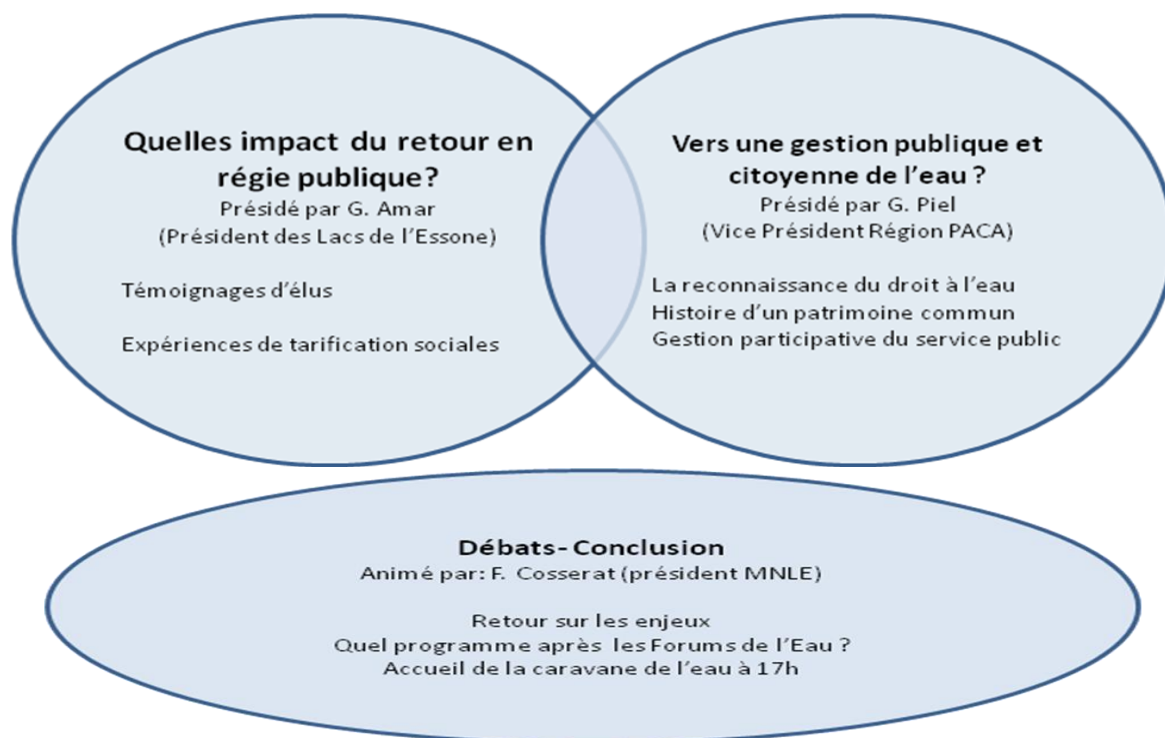 Quelles impact du retour en
régie publique?
Présidé par G. Amar
(Président des Lacs de l'Essone)
Témoignages d'élus
Expériences de tarification sociales
Vers une gestion publique et
citoyenne de l'eau ?
Présidé par G. Piel
(Vice Président Région PACA)
La reconnaissance du droit à l'eau
Histoire d'un patrimoine commun
Gestion participative du service public
Débats- Conclusion
Animé par: F. Cosserat (président MNLE)
Retour sur les enjeux
Quel programme après les Forums de l'Eau ?
Accueil de la caravane de l'eau à 17h